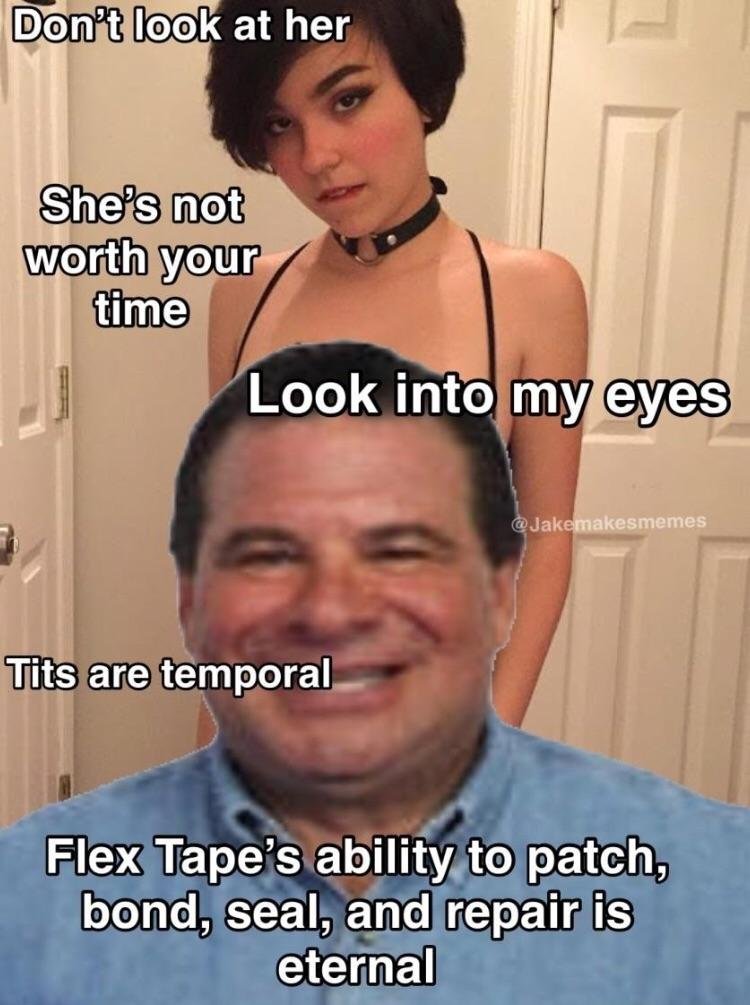 Don't look at her
She's not
worth your
time
Look into my eyes
@Jakemakesmemes
Tits are temporal
Flex Tape's ability to patch,
bond, seal, and repair is
eternal